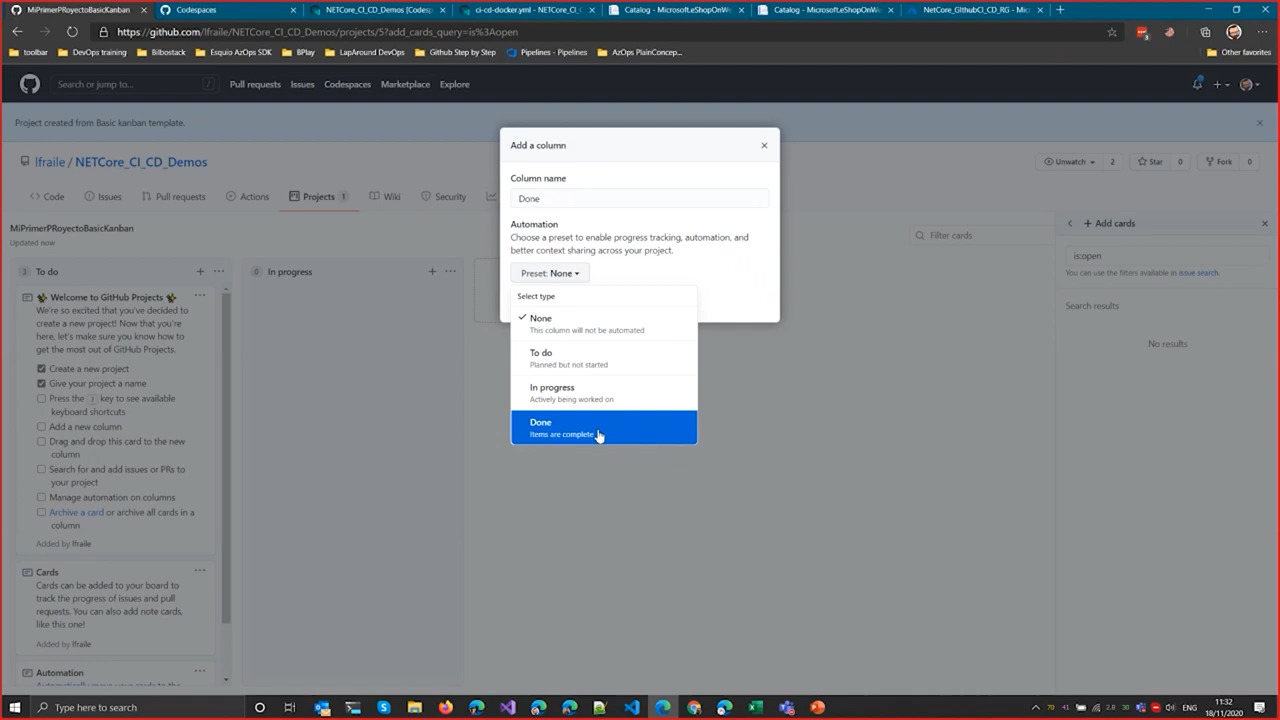 MiPrimerPRoyectoBasicKanban
Codespaces
NETCore_CI_CD_Demos [Codesp
ci-cd-docker.yml - NETCore_CI_C
Catalog - Microsoft.eShopOnWe
Catalog - Microsoft.eShopOnWe
NetCore_GIthubCI_CD_RG - Micr
https://github.com/lfraile/NETCore_CI_CD_Demos/projects/5?add_cards_query=is%3Aopen
toolbar
DevOps training
Bilbostack
Esquio AzOps SDK
BPlay
LapAround DevOps
Github Step by Step
Pipelines - Pipelines
AzOps PlainConcep...
Other favorites
Search or jump to...
/
Pull requests
Issues
Codespaces
Marketplace
Explore
Project created from Basic kanban template.
lfraile / NETCore_CI_CD_Demos
Unwatch
2
Star
0
Fork
0
Code
Issues
Pull requests
Actions
Projects 1
Wiki
Security
MiPrimerPRoyectoBasicKanban
Updated now
Filter cards
Add cards
is:open
You can use the filters available in issue search.
Search results
No results
3 To do
Welcome to GitHub Projects
We're so excited that you've decided to
create a new project! Now that you're
here, let's make sure you know how to
get the most out of GitHub Projects.
Create a new project
Give your project a name
Press the ? key to see available
keyboard shortcuts
Add a new column
Drag and drop this card to the new
column
Search for and add issues or PRs to
your project
Manage automation on columns
Archive a card or archive all cards in a
column
Added by lfraile
Cards
Cards can be added to your board to
track the progress of issues and pull
requests. You can also add note cards,
like this one!
Added by lfraile
Automation
0 In progress
Add a column
Column name
Done
Automation
Choose a preset to enable progress tracking, automation, and
better context sharing across your project.
Preset: None
Select type
None
This column will not be automated
To do
Planned but not started
In progress
Actively being worked on
Done
Items are complete
Type here to search
ENG
11:32
18/11/2020